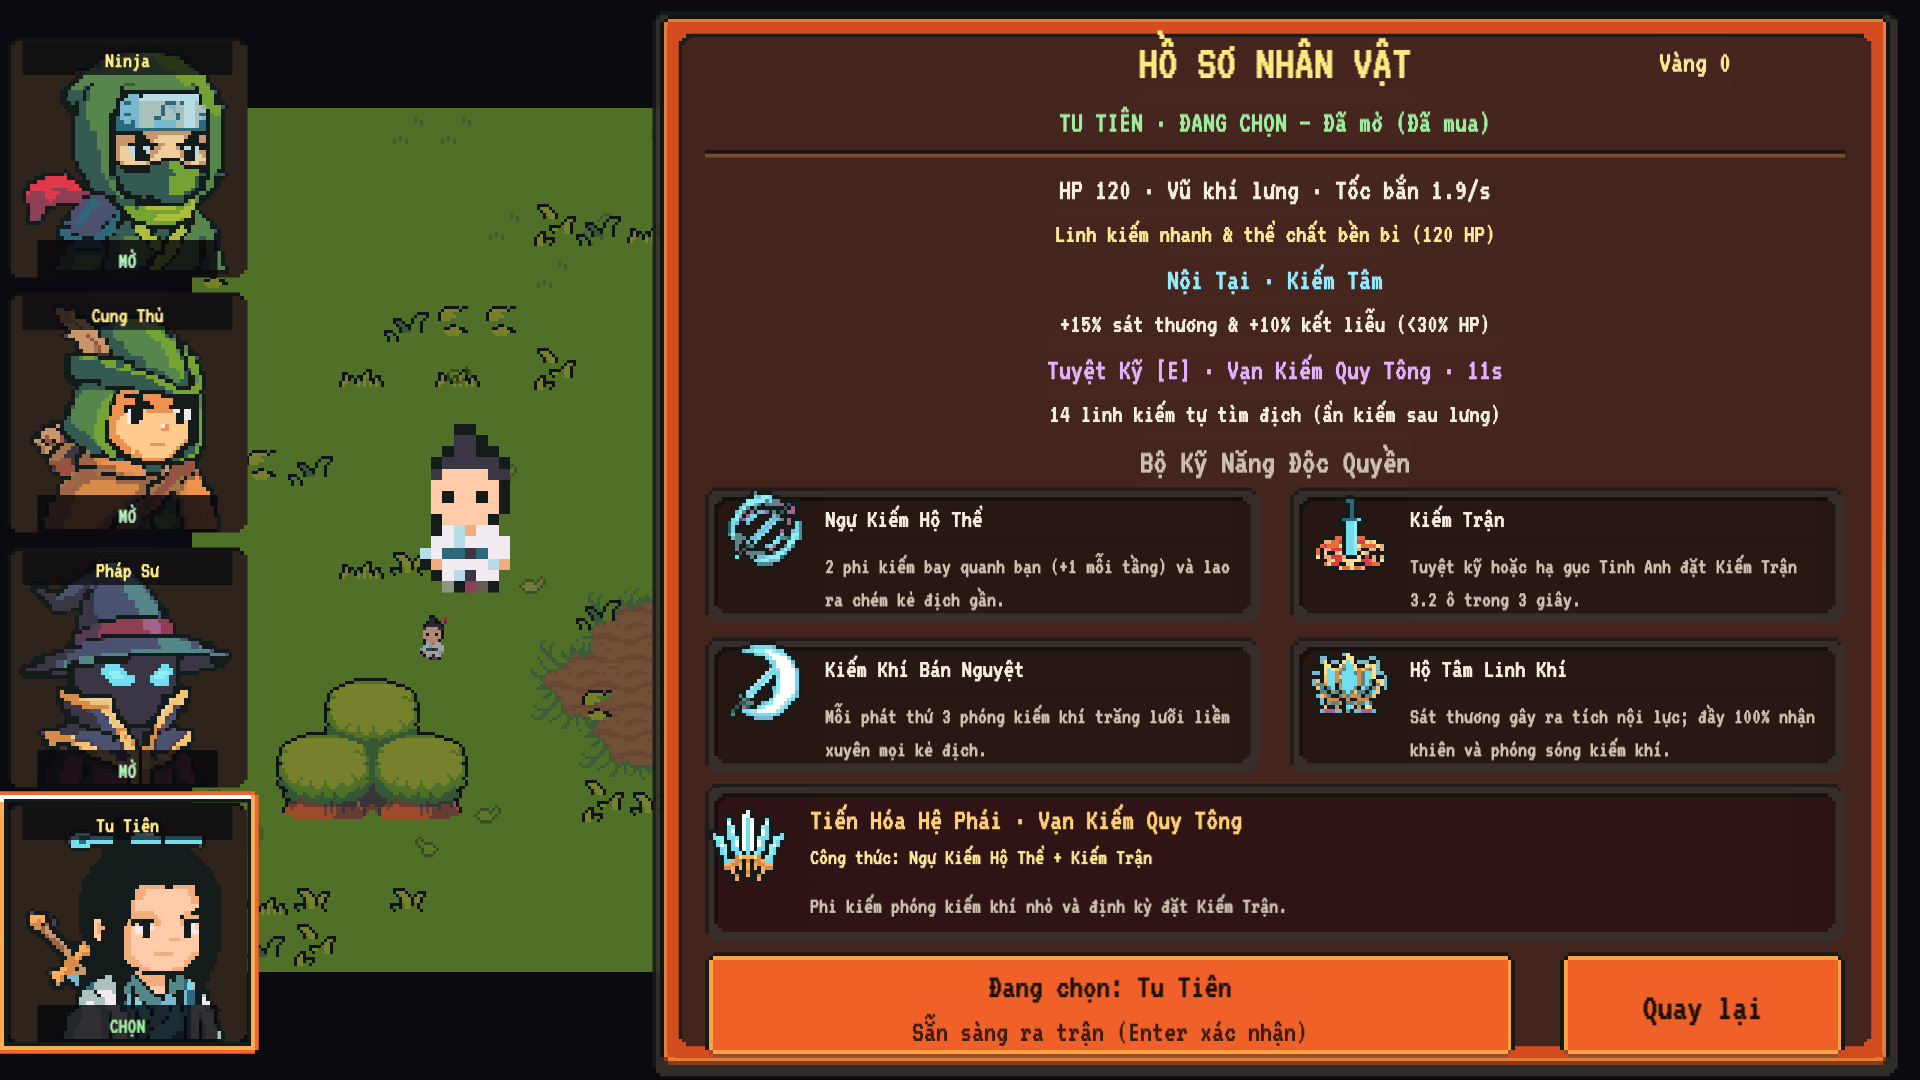 Ninja
MỞ
Cung Thủ
MỞ
Pháp Sư
MỞ
Tu Tiên
CHỌN
HỒ SƠ NHÂN VẬT
Vàng 0
TU TIÊN · ĐANG CHỌN - Đã mở (Đã mua)
HP 120 · Vũ khí lưng · Tốc bắn 1.9/s
Linh kiếm nhanh & thể chất bền bỉ (120 HP)
Nội Tại · Kiếm Tâm
+15% sát thương & +10% kết liễu (<30% HP)
Tuyệt Kỹ [E] · Vạn Kiếm Quy Tông · 11s
14 linh kiếm tự tìm địch (ẩn kiếm sau lưng)
Bộ Kỹ Năng Độc Quyền
Ngự Kiếm Hộ Thể
2 phi kiếm bay quanh bạn (+1 mỗi tầng) và lao
ra chém kẻ địch gần.
Kiếm Trận
Tuyệt kỹ hoặc hạ gục Tinh Anh đặt Kiếm Trận
3.2 ô trong 3 giây.
Kiếm Khí Bán Nguyệt
Mỗi phát thứ 3 phóng kiếm khí trăng lưỡi liềm
xuyên mọi kẻ địch.
Hộ Tâm Linh Khí
Sát thương gây ra tích nội lực; đầy 100% nhận
khiên và phóng sóng kiếm khí.
Tiến Hóa Hệ Phái · Vạn Kiếm Quy Tông
Công thức: Ngự Kiếm Hộ Thể + Kiếm Trận
Phi kiếm phóng kiếm khí nhỏ và định kỳ đặt Kiếm Trận.
Đang chọn: Tu Tiên
Sẵn sàng ra trận (Enter xác nhận)
Quay lại